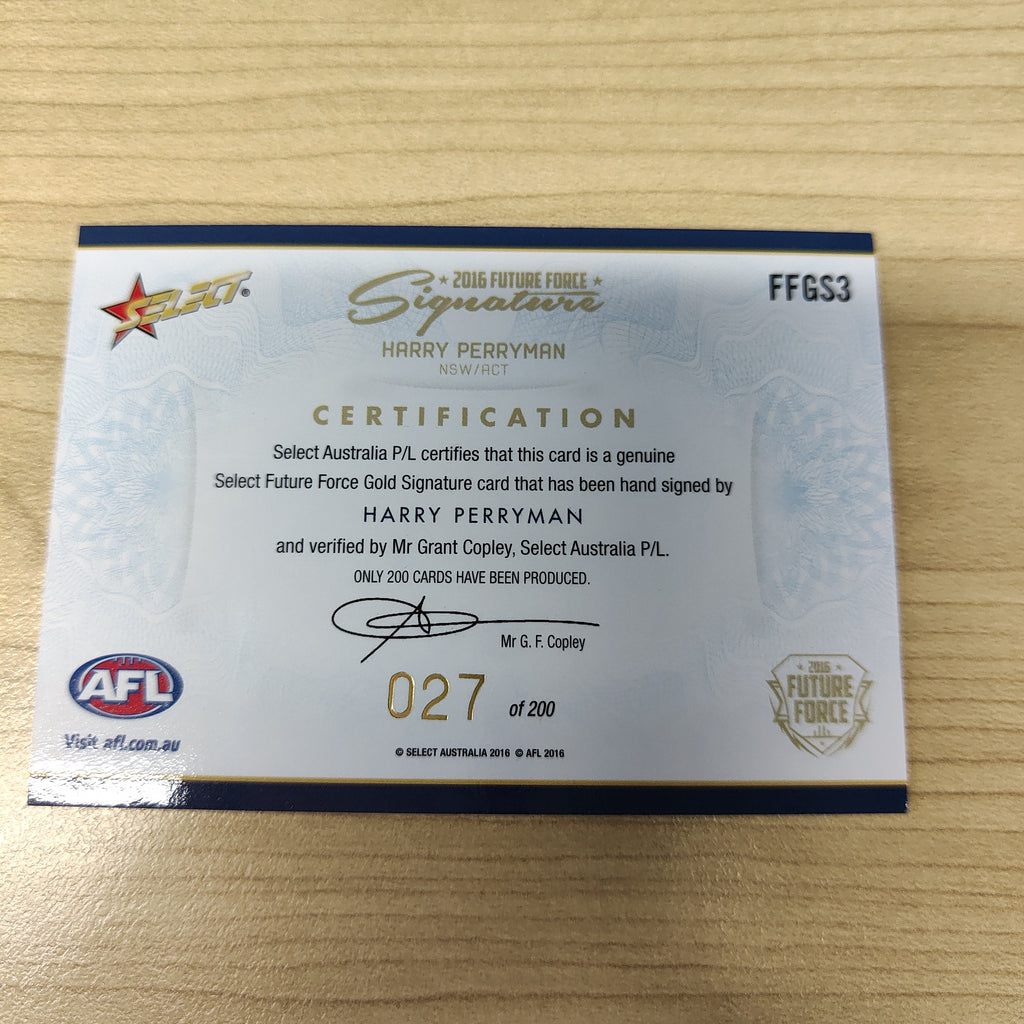 SELECT®
★ 2016 FUTURE FORCE ★
Signature
FFGS3
HARRY PERRYMAN
NSW/ACT
CERTIFICATION
Select Australia P/L certifies that this card is a genuine
Select Future Force Gold Signature card that has been hand signed by
HARRY PERRYMAN
and verified by Mr Grant Copley, Select Australia P/L.
ONLY 200 CARDS HAVE BEEN PRODUCED.
Mr G. F. Copley
AFL
Visit afl.com.au
027 of 200
★ 2016 ★
FUTURE
FORCE
© SELECT AUSTRALIA 2016 © AFL 2016